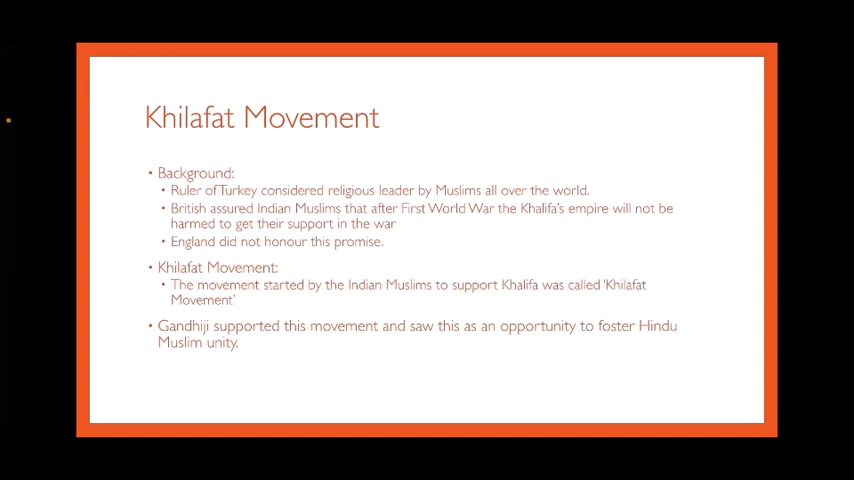 Khilafat Movement
• Background:
• Ruler of Turkey considered religious leader by Muslims all over the world.
• British assured Indian Muslims that after First World War the Khalifa's empire will not be
harmed to get their support in the war
• England did not honour this promise.
• Khilafat Movement:
• The movement started by the Indian Muslims to support Khalifa was called 'Khilafat
Movement'
• Gandhiji supported this movement and saw this as an opportunity to foster Hindu
Muslim unity.